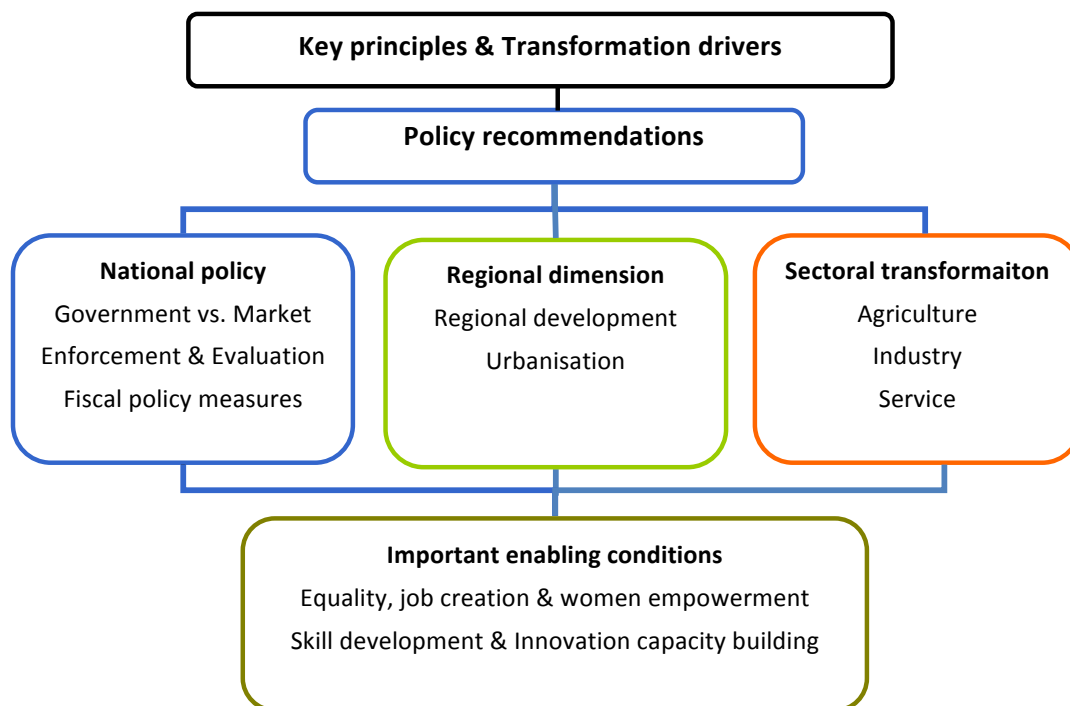 Key principles & Transformation drivers
Policy recommendations
National policy
Government vs. Market
Enforcement & Evaluation
Fiscal policy measures
Regional dimension
Regional development
Urbanisation
Sectoral transformaiton
Agriculture
Industry
Service
Important enabling conditions
Equality, job creation & women empowerment
Skill development & Innovation capacity building